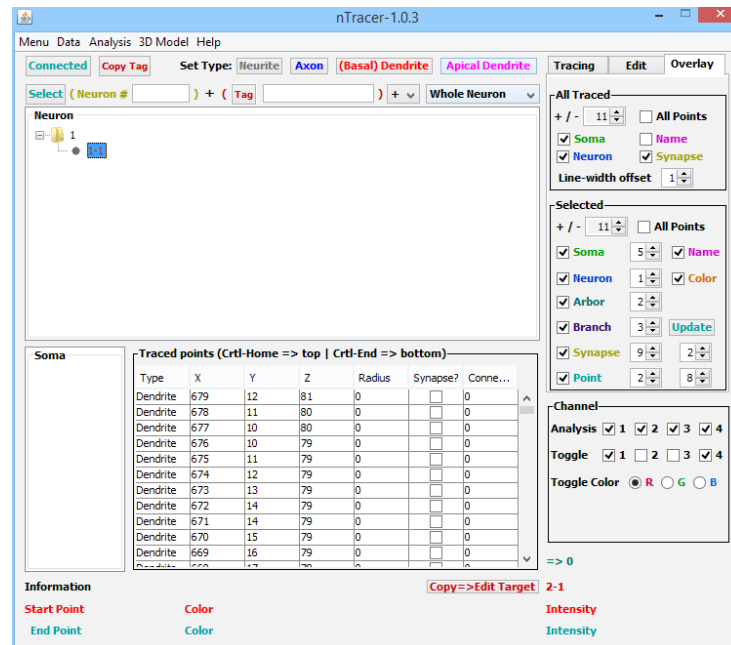 nTracer-1.0.3
Menu Data Analysis 3D Model Help
Connected Copy Tag Set Type: Neurite Axon (Basal) Dendrite Apical Dendrite
Select ( Neuron # ) + ( Tag ) + Whole Neuron
Neuron
1
1-1
Tracing Edit Overlay
All Traced
+ / - 11 All Points
Soma Name
Neuron Synapse
Line-width offset 1
Selected
+ / - 11 All Points
Soma 5 Name
Neuron 1 Color
Arbor 2
Branch 3 Update
Synapse 9 2
Point 2 8
Soma
Traced points (Crtl-Home => top | Crtl-End => bottom)
Type X Y Z Radius Synapse? Conne...
Dendrite 679 12 81 0 0
Dendrite 678 11 80 0 0
Dendrite 677 10 80 0 0
Dendrite 676 10 79 0 0
Dendrite 675 11 79 0 0
Dendrite 674 12 79 0 0
Dendrite 673 13 79 0 0
Dendrite 672 14 79 0 0
Dendrite 671 14 79 0 0
Dendrite 670 15 79 0 0
Dendrite 669 16 79 0 0
Channel
Analysis 1 2 3 4
Toggle 1 2 3 4
Toggle Color R G B
=> 0
Information Copy=>Edit Target 2-1
Start Point Color Intensity
End Point Color Intensity